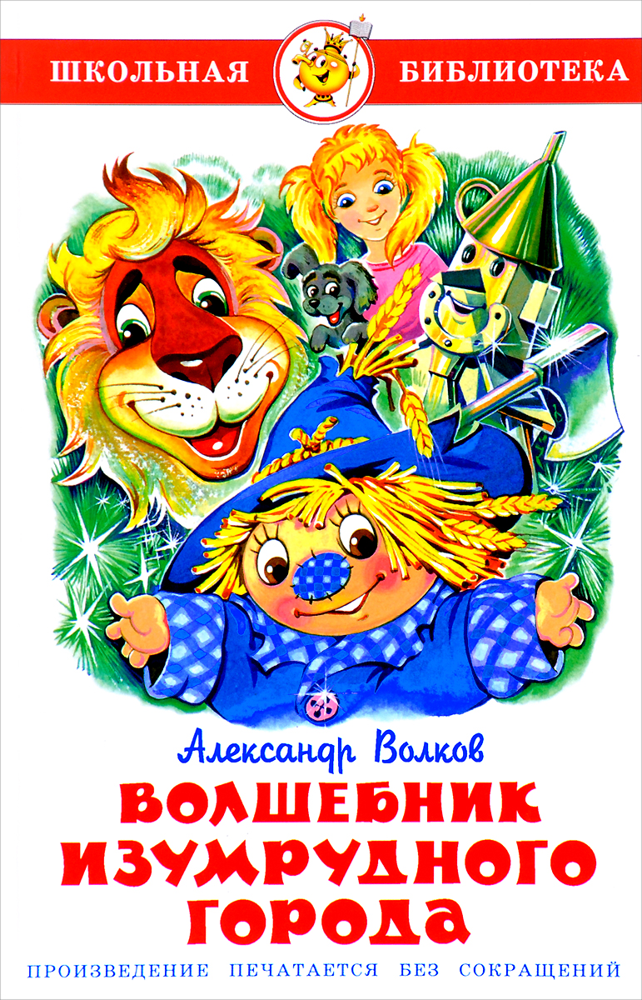 ШКОЛЬНАЯ БИБЛИОТЕКА
Александр Волков
ВОЛШЕБНИК
ИЗУМРУДНОГО
ГОРОДА
ПРОИЗВЕДЕНИЕ ПЕЧАТАЕТСЯ БЕЗ СОКРАЩЕНИЙ